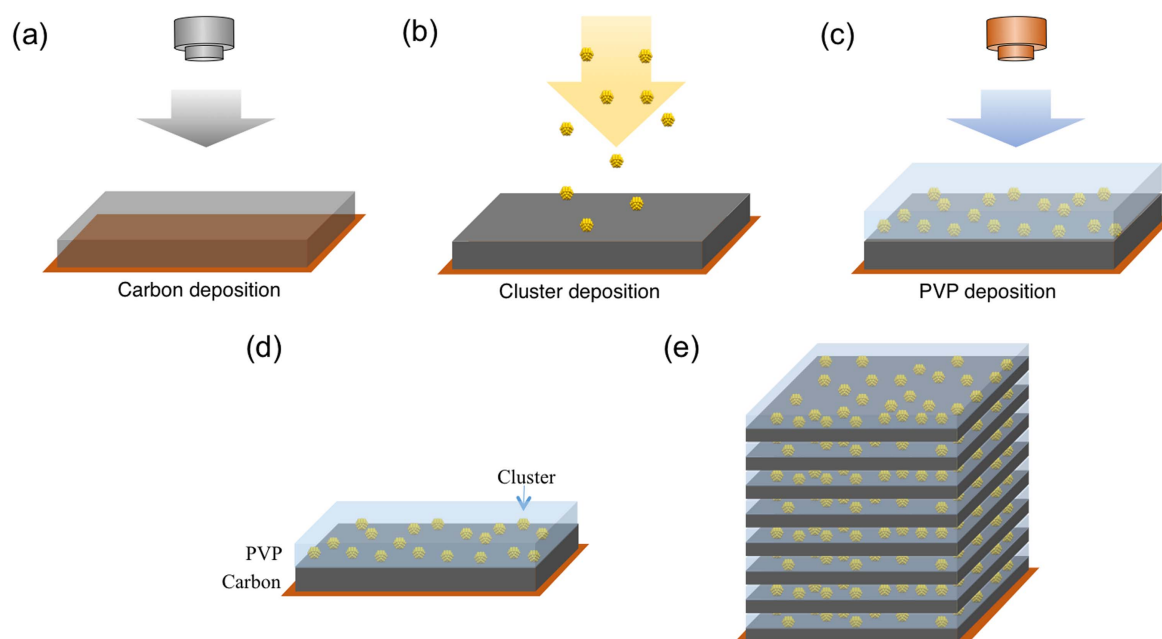 (a)
(b)
(c)
Carbon deposition
Cluster deposition
PVP deposition
(d)
(e)
Cluster
PVP
Carbon